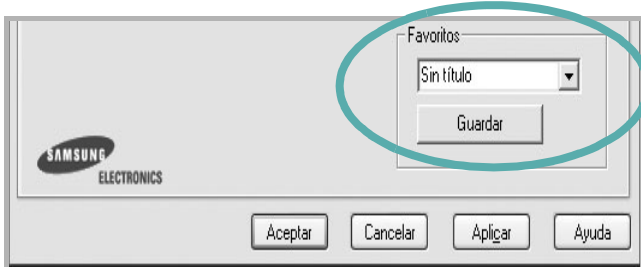 Favoritos
Sin título
Guardar
SAMSUNG
ELECTRONICS
Aceptar Cancelar Aplicar Ayuda